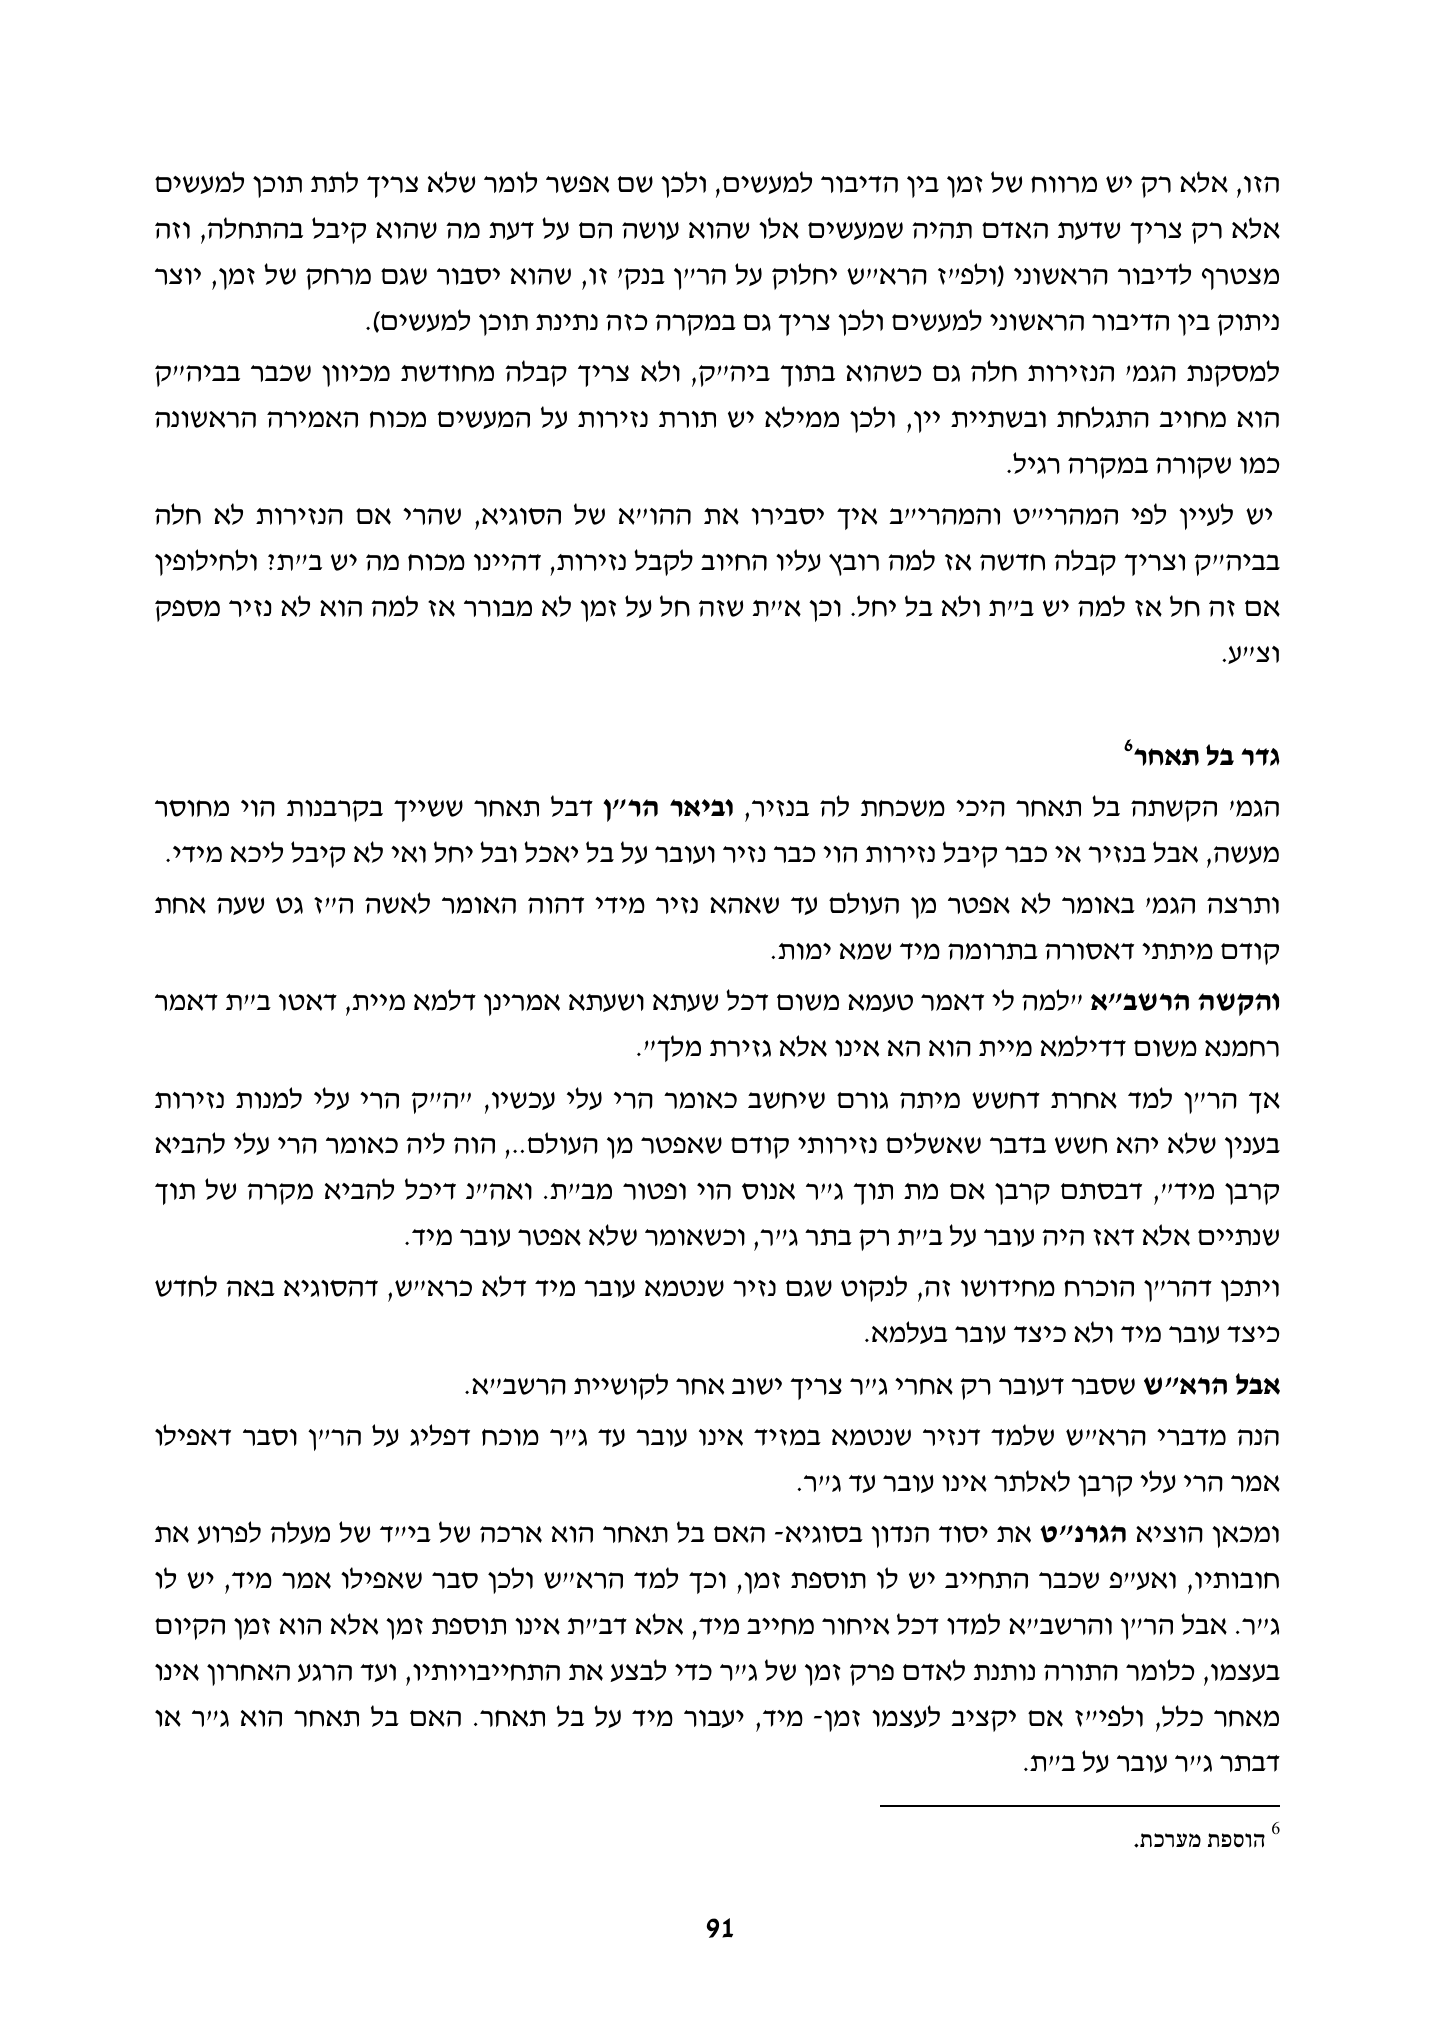 הזו, אלא רק יש מרווח של זמן בין הדיבור למעשים, ולכן שם אפשר לומר שלא צריך לתת תוכן למעשים
אלא רק צריך שדעת האדם תהיה שמעשים אלו שהוא עושה הם על דעת מה שהוא קיבל בהתחלה, וזה
מצטרף לדיבור הראשוני (ולפ״ז הרא״ש יחלוק על הר״ן בנק׳ זו, שהוא יסבור שגם מרחק של זמן, יוצר
ניתוק בין הדיבור הראשוני למעשים ולכן צריך גם במקרה כזה נתינת תוכן למעשים).
למסקנת הגמ׳ הנזירות חלה גם כשהוא בתוך ביה״ק, ולא צריך קבלה מחודשת מכיוון שכבר בביה״ק
הוא מחויב התגלחת ובשתיית יין, ולכן ממילא יש תורת נזירות על המעשים מכוח האמירה הראשונה
כמו שקורה במקרה רגיל.
יש לעיין לפי המהרי״ט והמהרי״ב איך יסבירו את ההו״א של הסוגיא, שהרי אם הנזירות לא חלה
בביה״ק וצריך קבלה חדשה אז למה רובץ עליו החיוב לקבל נזירות, דהיינו מכוח מה יש ב״ת? ולחילופין
אם זה חל אז למה יש ב״ת ולא בל יחל. וכן א״ת שזה חל על זמן לא מבורר אז למה הוא לא נזיר מספק
וצ״ע.
גדר בל תאחר6
הגמ׳ הקשתה בל תאחר היכי משכחת לה בנזיר, וביאר הר״ן דבל תאחר ששייך בקרבנות הוי מחוסר
מעשה, אבל בנזיר אי כבר קיבל נזירות הוי כבר נזיר ועובר על בל יאכל ובל יחל ואי לא קיבל ליכא מידי.
ותרצה הגמ׳ באומר לא אפטר מן העולם עד שאהא נזיר מידי דהוה האומר לאשה ה״ז גט שעה אחת
קודם מיתתי דאסורה בתרומה מיד שמא ימות.
והקשה הרשב״א ״למה לי דאמר טעמא משום דכל שעתא ושעתא אמרינן דלמא מיית, דאטו ב״ת דאמר
רחמנא משום דדילמא מיית הוא הא אינו אלא גזירת מלך״.
אך הר״ן למד אחרת דחשש מיתה גורם שיחשב כאומר הרי עלי עכשיו, ״ה״ק הרי עלי למנות נזירות
בענין שלא יהא חשש בדבר שאשלים נזירותי קודם שאפטר מן העולם.., הוה ליה כאומר הרי עלי להביא
קרבן מיד״, דבסתם קרבן אם מת תוך ג״ר אנוס הוי ופטור מב״ת. ואה״נ דיכל להביא מקרה של תוך
שנתיים אלא דאז היה עובר על ב״ת רק בתר ג״ר, וכשאומר שלא אפטר עובר מיד.
ויתכן דהר״ן הוכרח מחידושו זה, לנקוט שגם נזיר שנטמא עובר מיד דלא כרא״ש, דהסוגיא באה לחדש
כיצד עובר מיד ולא כיצד עובר בעלמא.
אבל הרא״ש שסבר דעובר רק אחרי ג״ר צריך ישוב אחר לקושיית הרשב״א.
הנה מדברי הרא״ש שלמד דנזיר שנטמא במזיד אינו עובר עד ג״ר מוכח דפליג על הר״ן וסבר דאפילו
אמר הרי עלי קרבן לאלתר אינו עובר עד ג״ר.
ומכאן הוציא הגרנ״ט את יסוד הנדון בסוגיא- האם בל תאחר הוא ארכה של בי״ד של מעלה לפרוע את
חובותיו, ואע״פ שכבר התחייב יש לו תוספת זמן, וכך למד הרא״ש ולכן סבר שאפילו אמר מיד, יש לו
ג״ר. אבל הר״ן והרשב״א למדו דכל איחור מחייב מיד, אלא דב״ת אינו תוספת זמן אלא הוא זמן הקיום
בעצמו, כלומר התורה נותנת לאדם פרק זמן של ג״ר כדי לבצע את התחייבויותיו, ועד הרגע האחרון אינו
מאחר כלל, ולפי״ז אם יקציב לעצמו זמן- מיד, יעבור מיד על בל תאחר. האם בל תאחר הוא ג״ר או
דבתר ג״ר עובר על ב״ת.
6 הוספת מערכת.
91